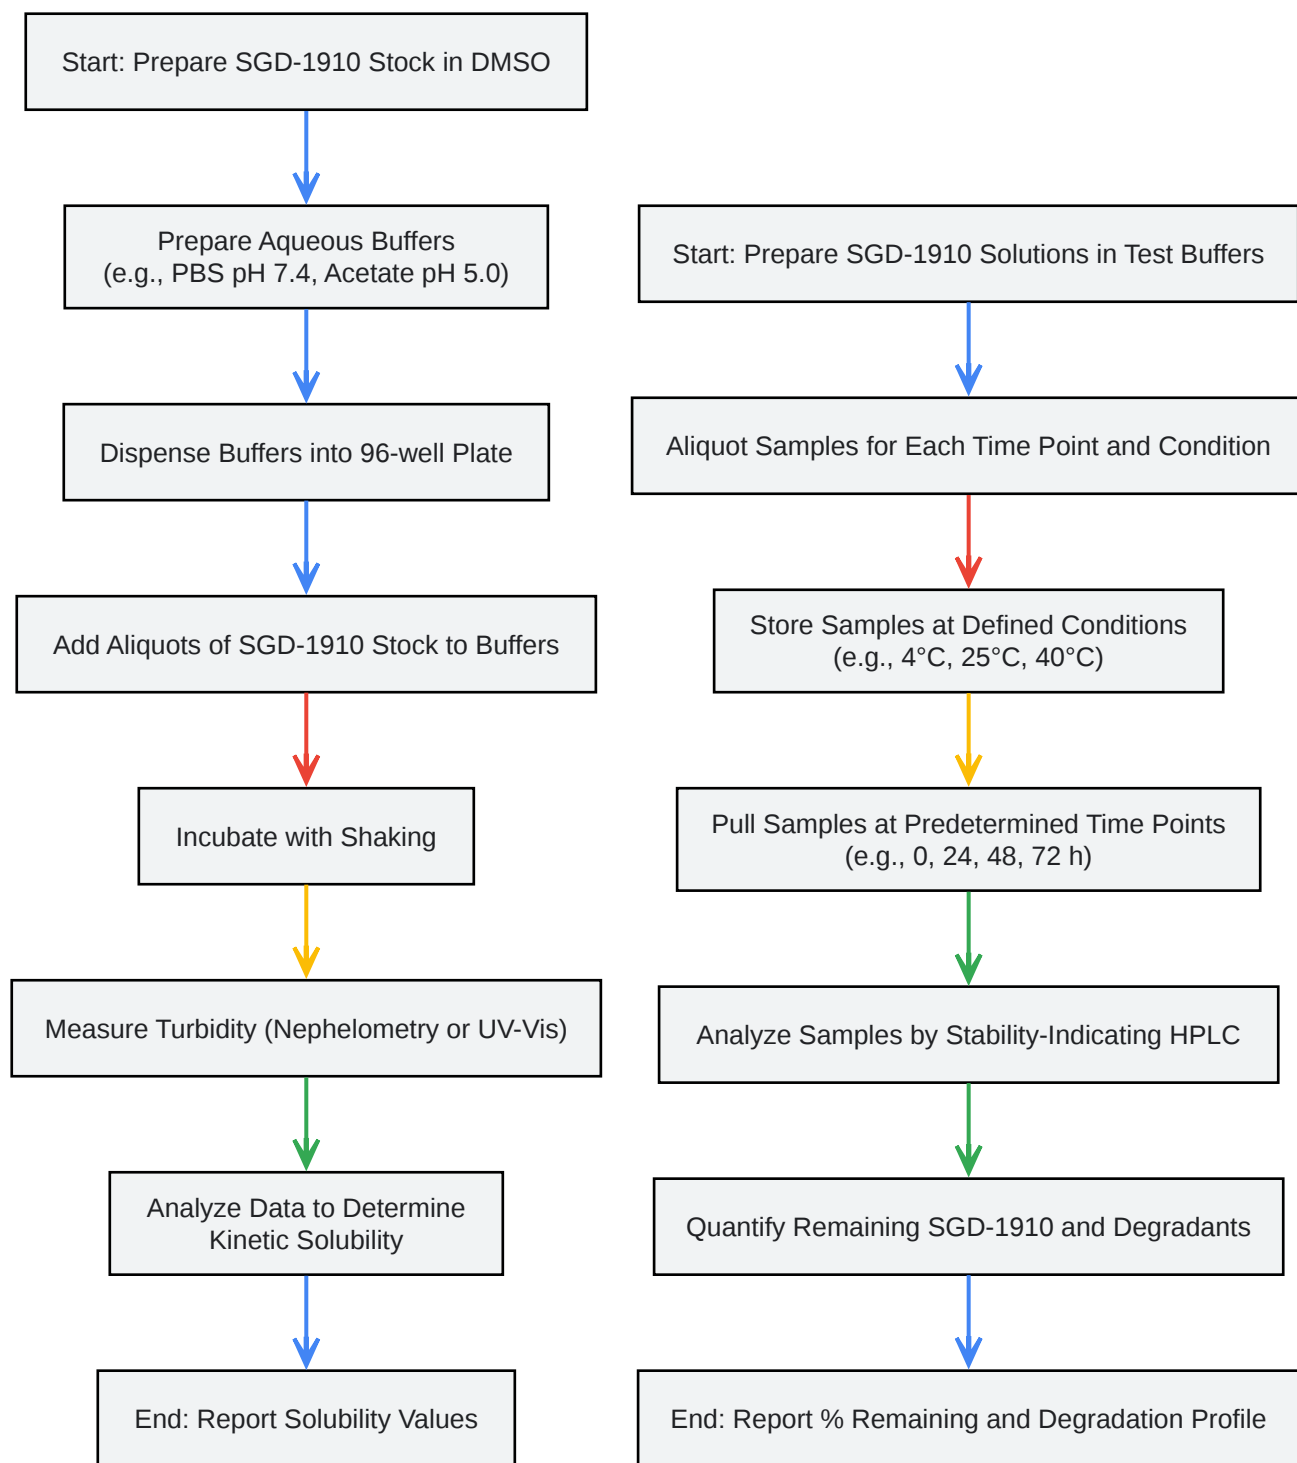 Start: Prepare SGD-1910 Stock in DMSO
Prepare Aqueous Buffers
(e.g., PBS pH 7.4, Acetate pH 5.0)
Dispense Buffers into 96-well Plate
Add Aliquots of SGD-1910 Stock to Buffers
Incubate with Shaking
Measure Turbidity (Nephelometry or UV-Vis)
Analyze Data to Determine
Kinetic Solubility
End: Report Solubility Values
Start: Prepare SGD-1910 Solutions in Test Buffers
Aliquot Samples for Each Time Point and Condition
Store Samples at Defined Conditions
(e.g., 4°C, 25°C, 40°C)
Pull Samples at Predetermined Time Points
(e.g., 0, 24, 48, 72 h)
Analyze Samples by Stability-Indicating HPLC
Quantify Remaining SGD-1910 and Degradants
End: Report % Remaining and Degradation Profile